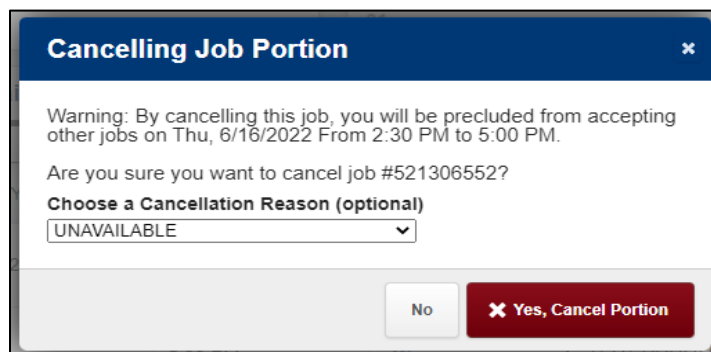 Cancelling Job Portion
Warning: By cancelling this job, you will be precluded from accepting
other jobs on Thu, 6/16/2022 From 2:30 PM to 5:00 PM.
Are you sure you want to cancel job #521306552?
Choose a Cancellation Reason (optional)
UNAVAILABLE
No
Yes, Cancel Portion